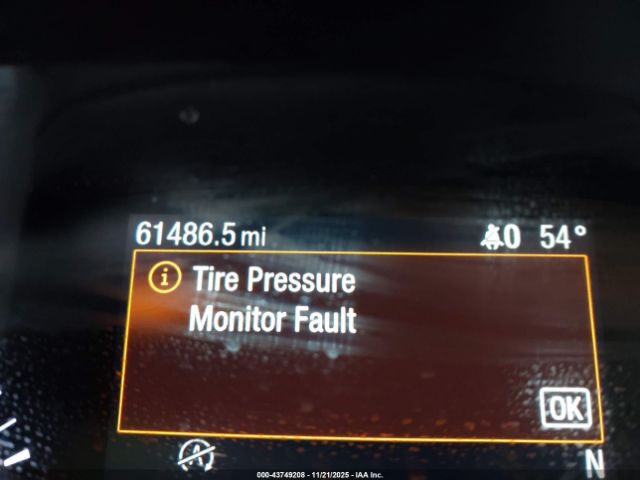 61486.5 mi 0 54°
Tire Pressure
Monitor Fault
OK
A
N
000-43749208 - 11/21/2025 - IAA Inc.